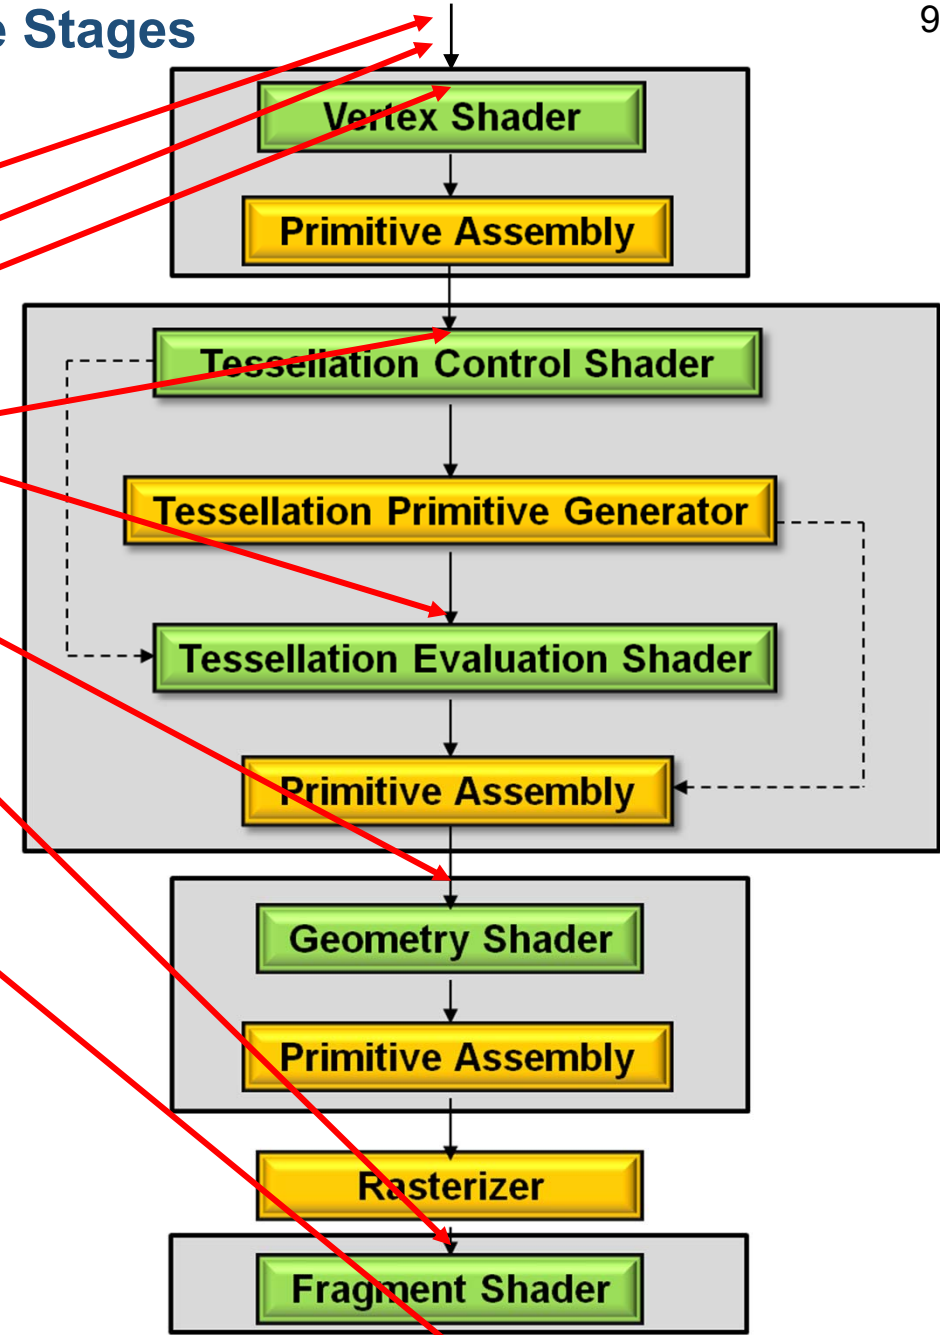 e Stages
9
Vertex Shader
Primitive Assembly
Tessellation Control Shader
Tessellation Primitive Generator
Tessellation Evaluation Shader
Primitive Assembly
Geometry Shader
Primitive Assembly
Rasterizer
Fragment Shader